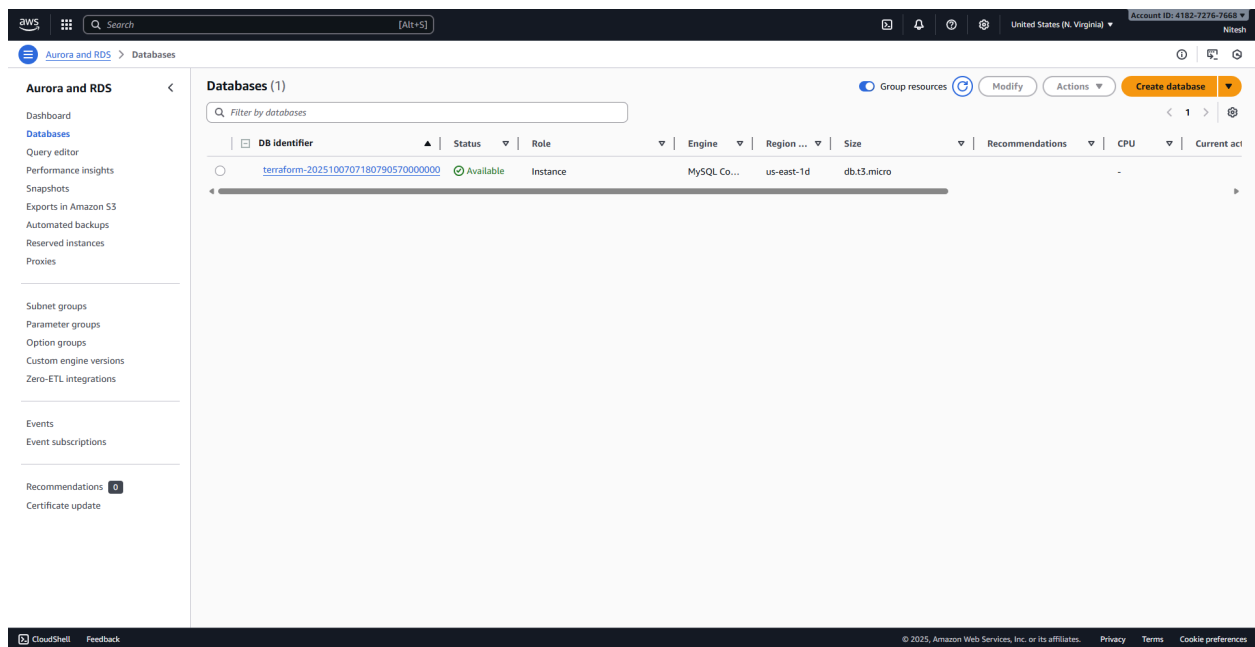 aws
Search [Alt+S]
United States (N. Virginia)
Account ID: 4182-7276-7668
Nitesh
Aurora and RDS > Databases
Aurora and RDS
Dashboard
Databases
Query editor
Performance insights
Snapshots
Exports in Amazon S3
Automated backups
Reserved instances
Proxies
Subnet groups
Parameter groups
Option groups
Custom engine versions
Zero-ETL integrations
Events
Event subscriptions
Recommendations 0
Certificate update
Databases (1)
Group resources Modify Actions Create database
Filter by databases
< 1 >
DB identifier Status Role Engine Region ... Size Recommendations CPU Current act
terraform-20251007071807905700000000 Available Instance MySQL Co... us-east-1d db.t3.micro -
CloudShell Feedback
© 2025, Amazon Web Services, Inc. or its affiliates. Privacy Terms Cookie preferences